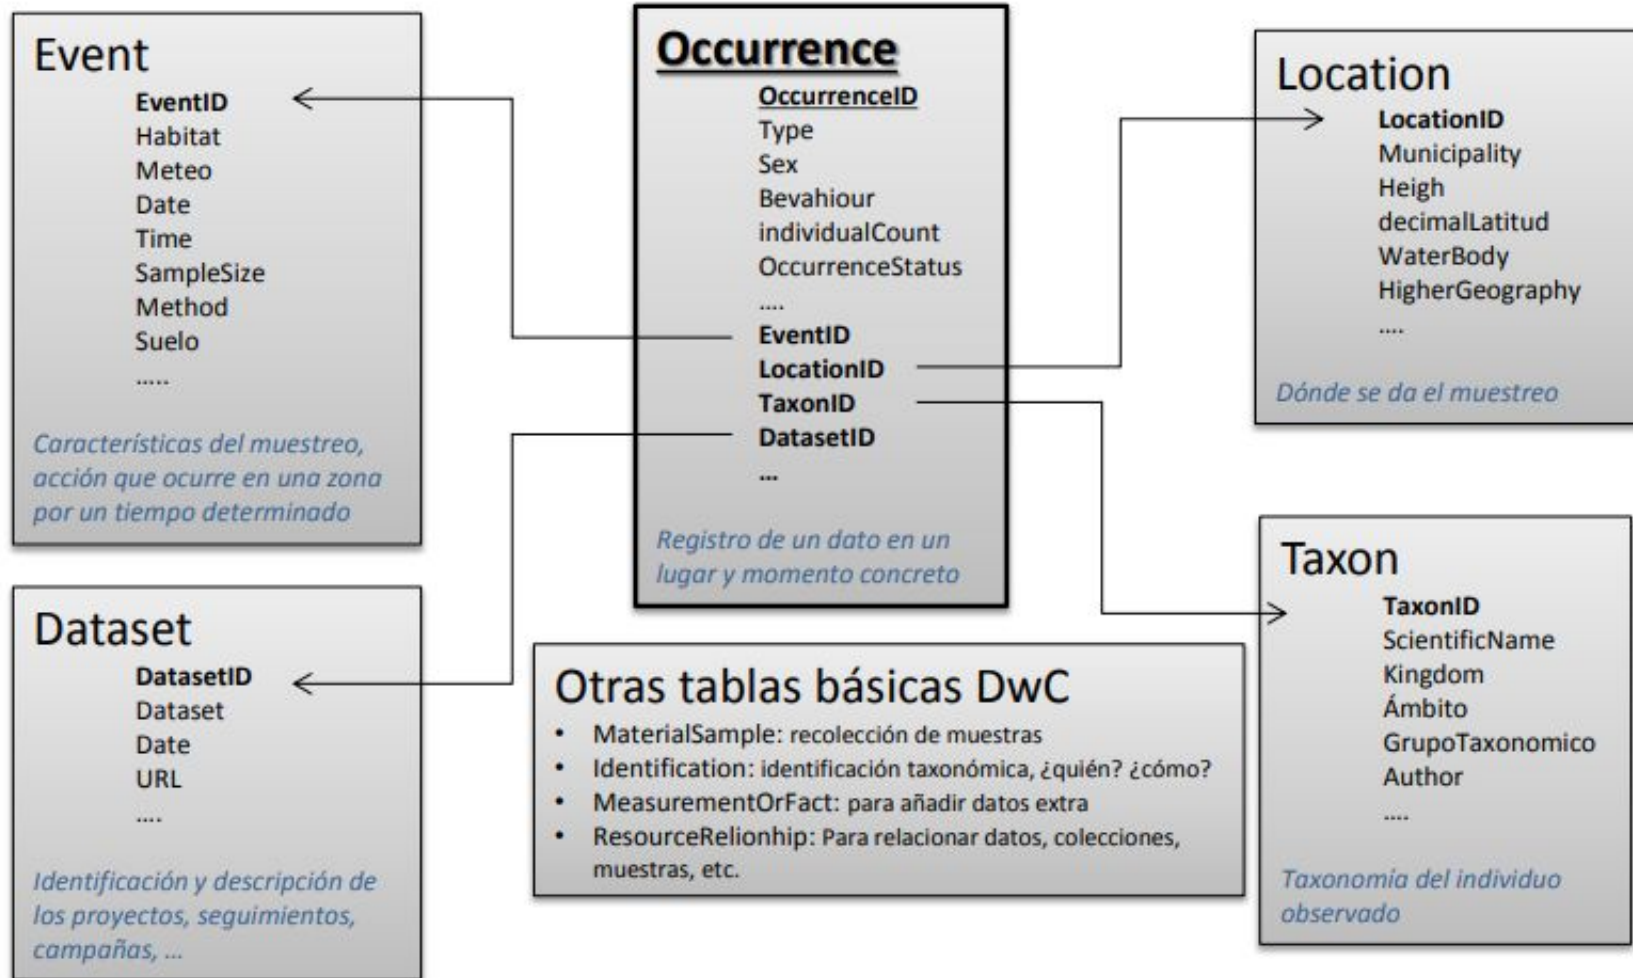 Event
EventID
Habitat
Meteo
Date
Time
SampleSize
Method
Suelo
.....
Características del muestreo,
acción que ocurre en una zona
por un tiempo determinado
Dataset
DatasetID
Dataset
Date
URL
....
Identificación y descripción de
los proyectos, seguimientos,
campañas, ...
Occurrence
OccurrenceID
Type
Sex
Bevahiour
individualCount
OccurrenceStatus
....
EventID
LocationID
TaxonID
DatasetID
...
Registro de un dato en un
lugar y momento concreto
Otras tablas básicas DwC
• MaterialSample: recolección de muestras
• Identification: identificación taxonómica, ¿quién? ¿cómo?
• MeasurementOrFact: para añadir datos extra
• ResourceRelionhip: Para relacionar datos, colecciones,
muestras, etc.
Location
LocationID
Municipality
Heigh
decimalLatitud
WaterBody
HigherGeography
....
Dónde se da el muestreo
Taxon
TaxonID
ScientificName
Kingdom
Ámbito
GrupoTaxonomico
Author
....
Taxonomía del individuo
observado